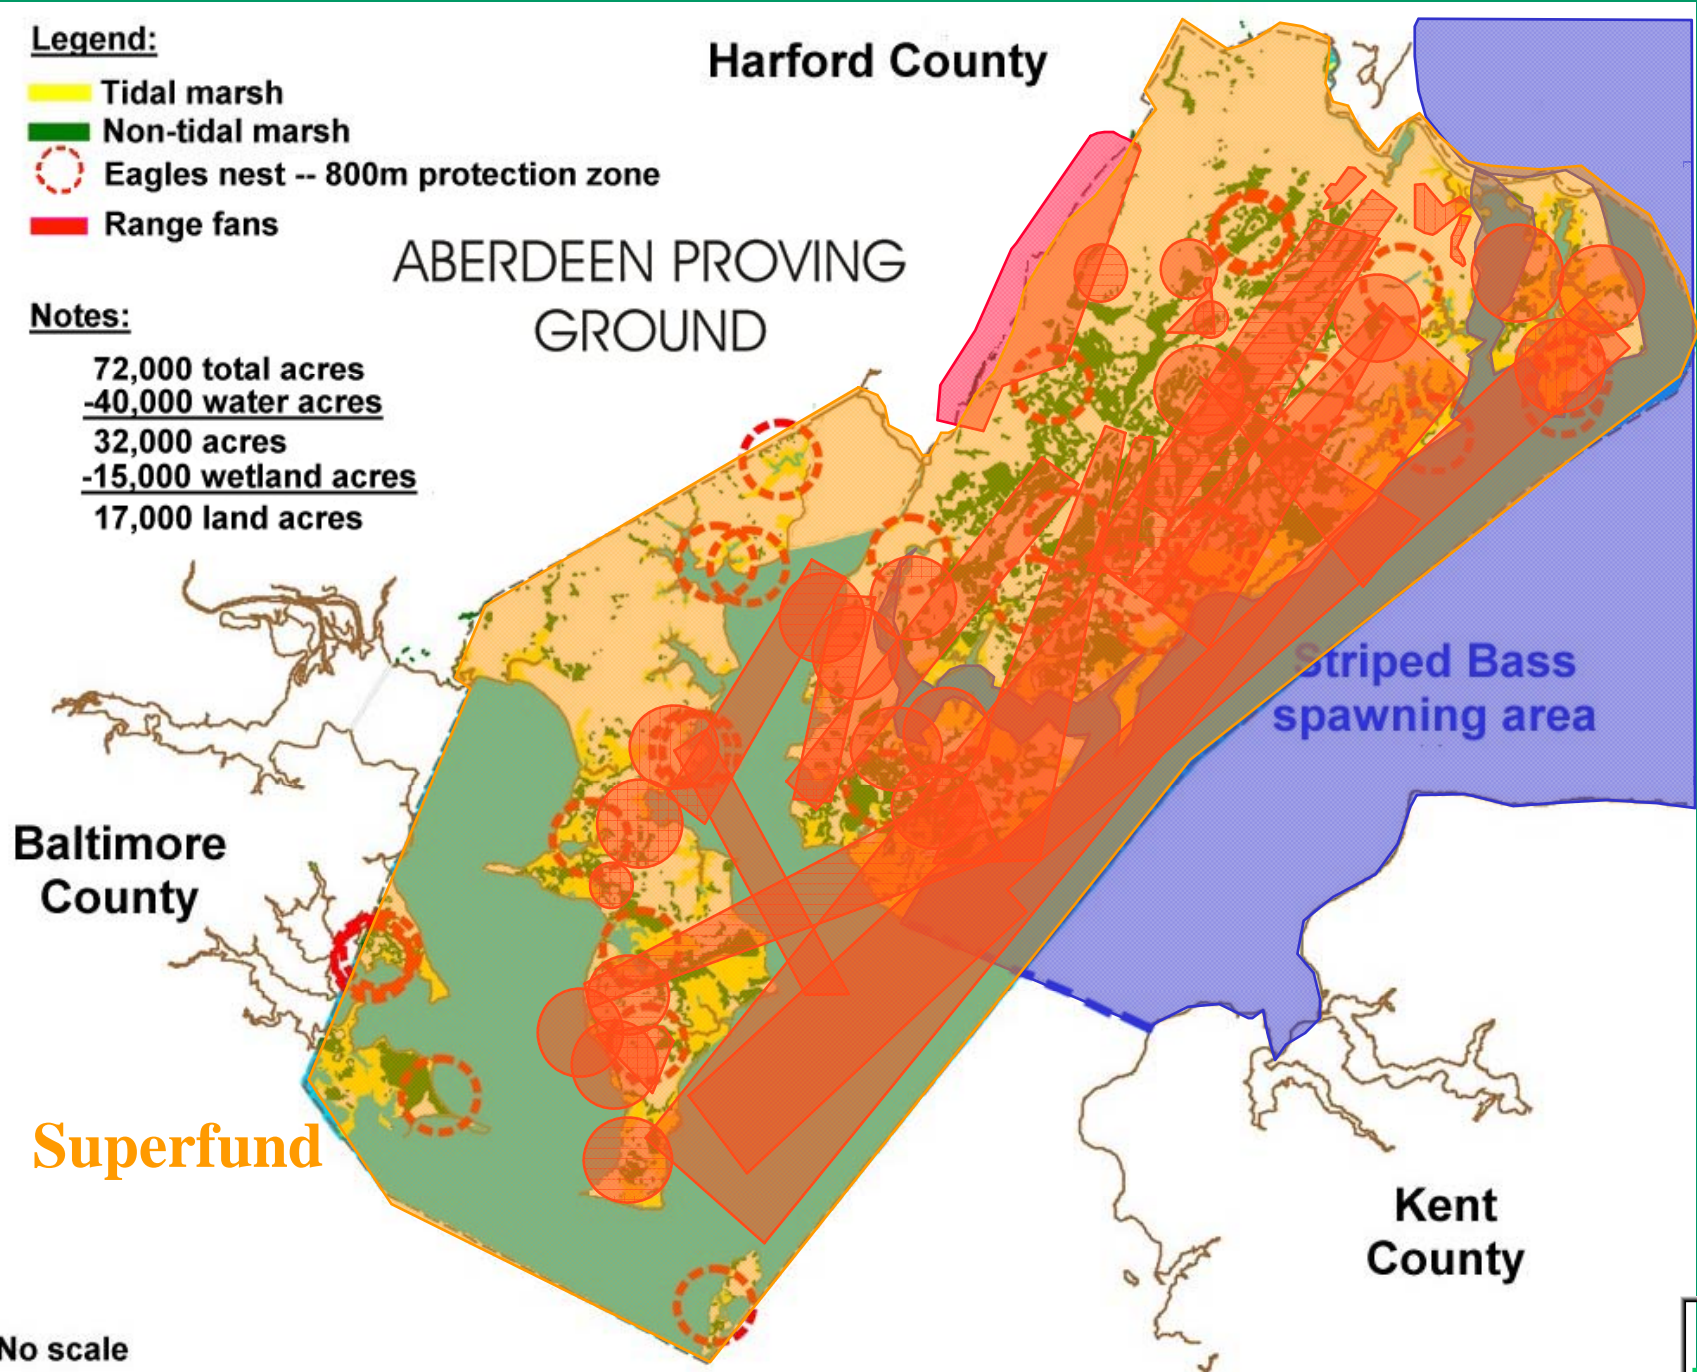 Legend:
Tidal marsh
Non-tidal marsh
Eagles nest -- 800m protection zone
Range fans
Notes:
72,000 total acres
-40,000 water acres
32,000 acres
-15,000 wetland acres
17,000 land acres
Harford County
ABERDEEN PROVING
GROUND
Striped Bass
spawning area
Baltimore
County
Superfund
Kent
County
No scale